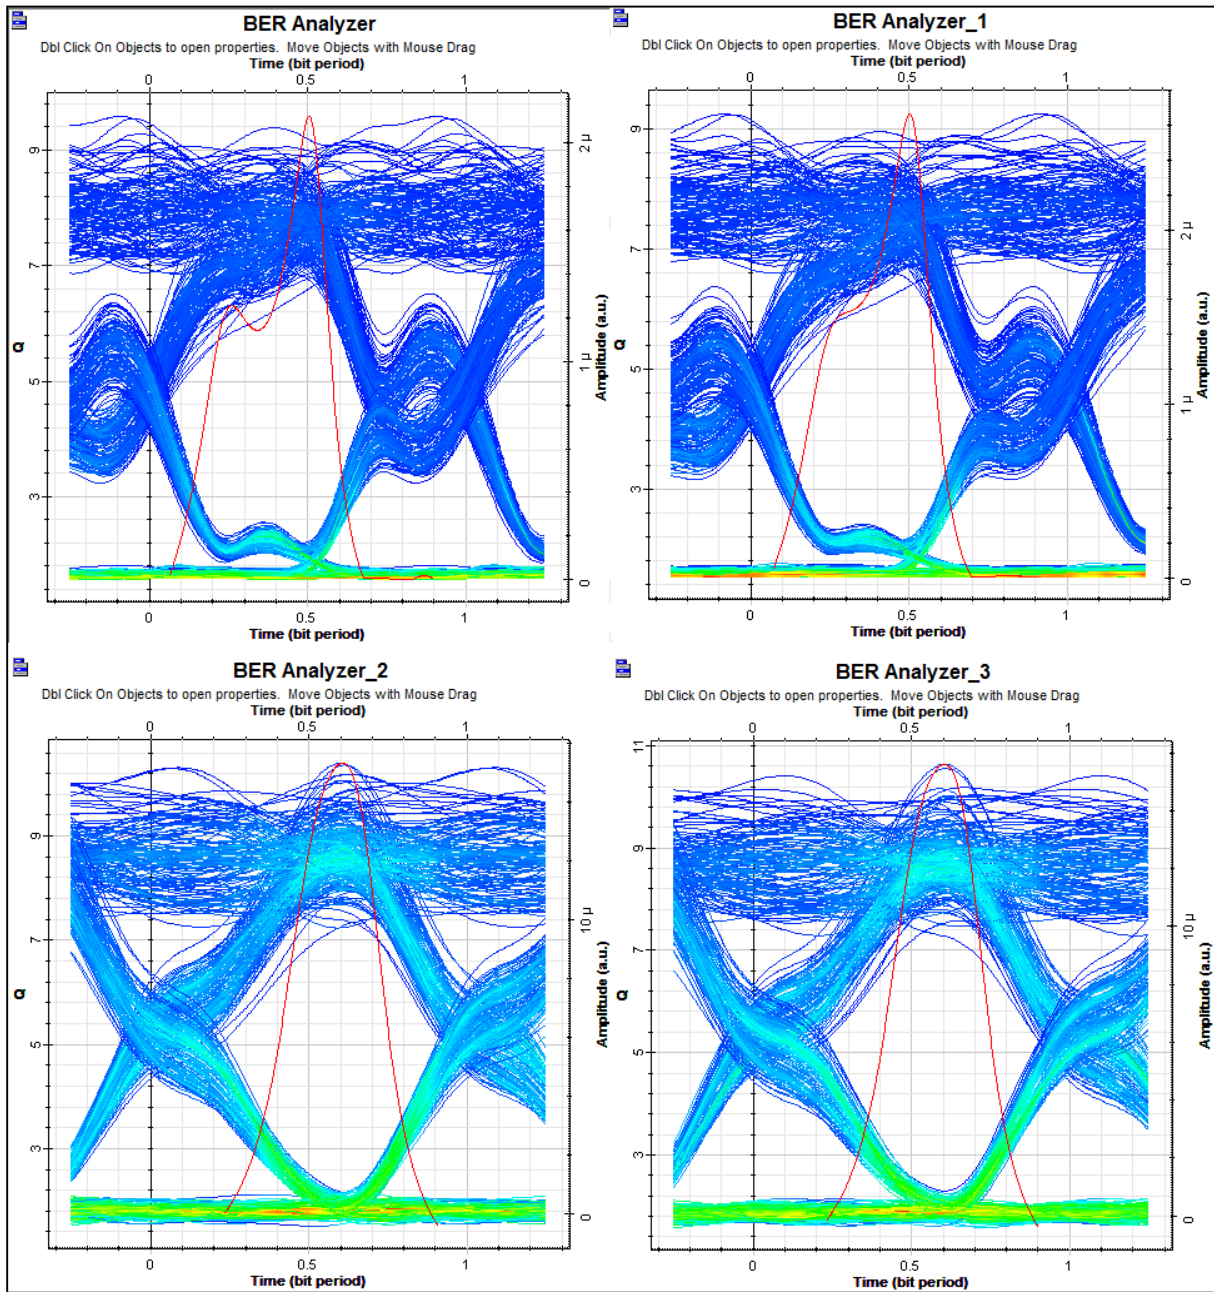 BER Analyzer
Dbl Click On Objects to open properties. Move Objects with Mouse Drag
Time (bit period)
0 0.5 1
9
7
5
3
Q
2 µ
1 µ
0
Amplitude (a.u.)
0 0.5 1
Time (bit period)
BER Analyzer_1
Dbl Click On Objects to open properties. Move Objects with Mouse Drag
Time (bit period)
0 0.5 1
9
7
5
3
Q
2 µ
1 µ
0
Amplitude (a.u.)
0 0.5 1
Time (bit period)
BER Analyzer_2
Dbl Click On Objects to open properties. Move Objects with Mouse Drag
Time (bit period)
0 0.5 1
9
7
5
3
Q
10 µ
0
Amplitude (a.u.)
0 0.5 1
Time (bit period)
BER Analyzer_3
Dbl Click On Objects to open properties. Move Objects with Mouse Drag
Time (bit period)
0 0.5 1
11
9
7
5
3
Q
10 µ
0
Amplitude (a.u.)
0 0.5 1
Time (bit period)